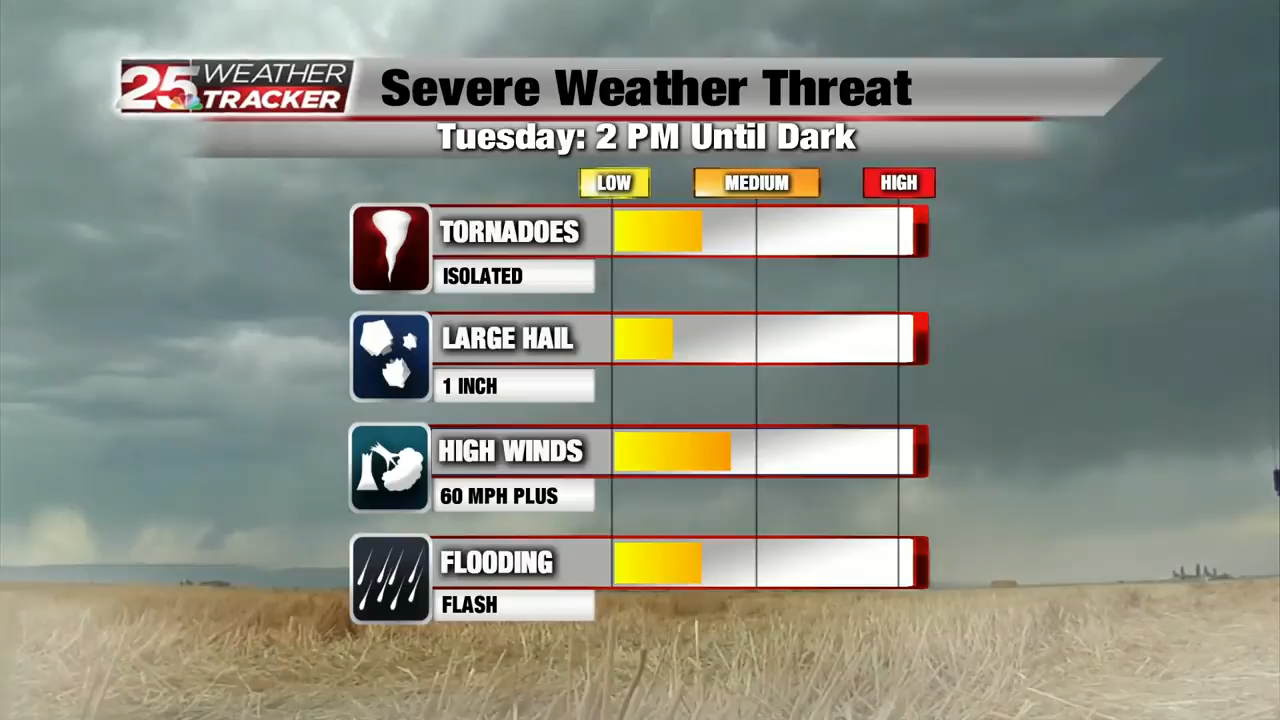 25 WEATHER
TRACKER
Severe Weather Threat
Tuesday: 2 PM Until Dark
LOW MEDIUM HIGH
TORNADOES
ISOLATED
LARGE HAIL
1 INCH
HIGH WINDS
60 MPH PLUS
FLOODING
FLASH